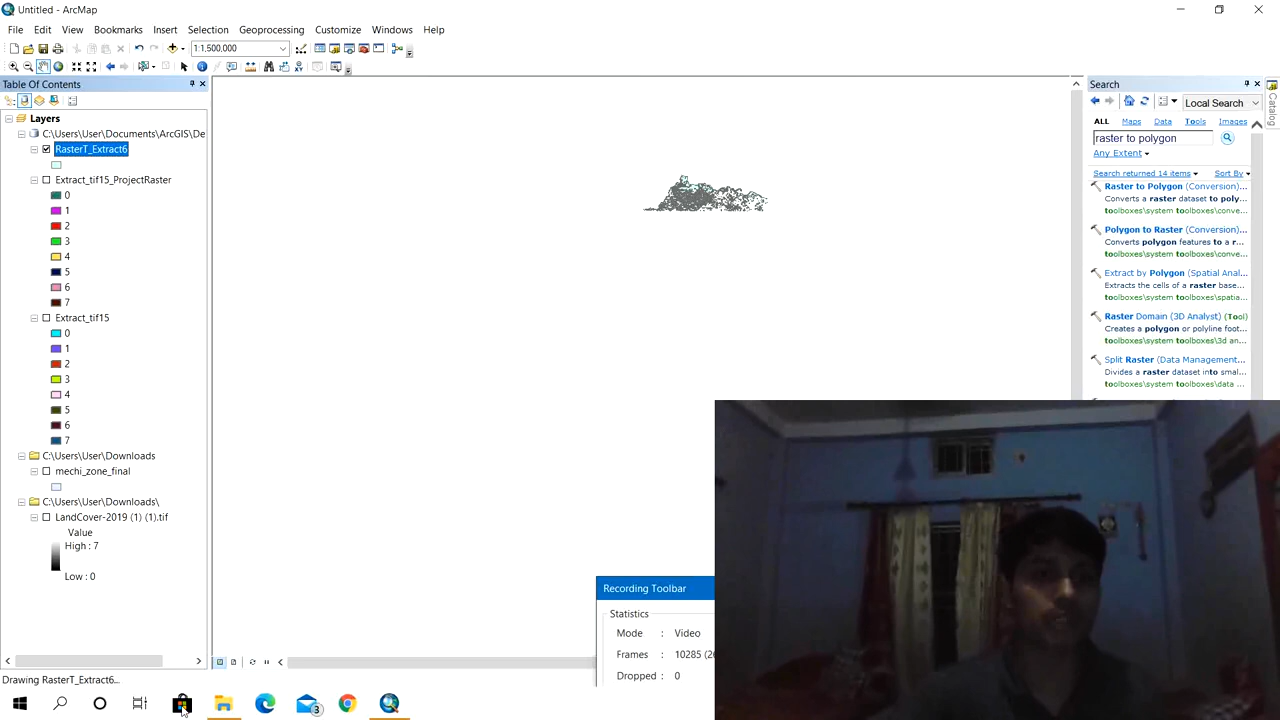 Untitled - ArcMap
File Edit View Bookmarks Insert Selection Geoprocessing Customize Windows Help
1:1,500,000
Table Of Contents
Layers
C:\Users\User\Documents\ArcGIS\De
RasterT_Extract6
Extract_tif15_ProjectRaster
0
1
2
3
4
5
6
7
Extract_tif15
0
1
2
3
4
5
6
7
C:\Users\User\Downloads
mechi_zone_final
C:\Users\User\Downloads\
LandCover-2019 (1) (1).tif
Value
High : 7
Low : 0
Drawing RasterT_Extract6...
Search
Local Search
ALL Maps Data Tools Images
raster to polygon
Any Extent
Search returned 14 items Sort By
Raster to Polygon (Conversion)...
Converts a raster dataset to poly...
toolboxes\system toolboxes\conve...
Polygon to Raster (Conversion)...
Converts polygon features to a r...
toolboxes\system toolboxes\conve...
Extract by Polygon (Spatial Anal...
Extracts the cells of a raster base...
toolboxes\system toolboxes\spatia...
Raster Domain (3D Analyst) (Tool)
Creates a polygon or polyline foot...
toolboxes\system toolboxes\3d an...
Split Raster (Data Management...
Divides a raster dataset into smal...
toolboxes\system toolboxes\data ...
Catalog
Recording Toolbar
Statistics
Mode : Video
Frames : 10285 (26
Dropped : 0
3